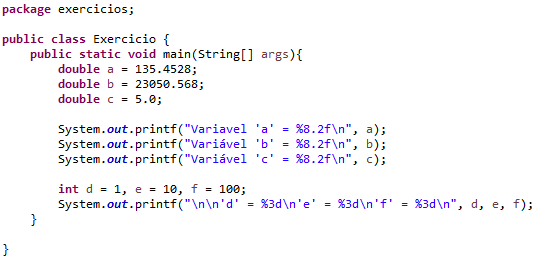 package exercicios;
public class Exercicio {
public static void main(String[] args){
double a = 135.4528;
double b = 23050.568;
double c = 5.0;
System.out.printf("Variavel 'a' = %8.2f\n", a);
System.out.printf("Variável 'b' = %8.2f\n", b);
System.out.printf("Variável 'c' = %8.2f\n", c);
int d = 1, e = 10, f = 100;
System.out.printf("\n\n'd' = %3d\n'e' = %3d\n'f' = %3d\n", d, e, f);
}
}